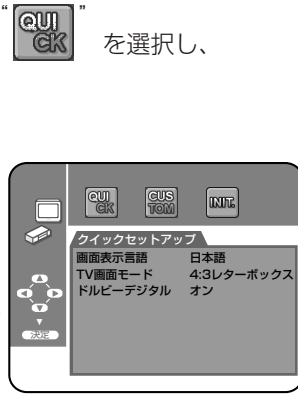 “QUICK”を選択し、
QUICK CUSTOM INIT.
クイックセットアップ
画面表示言語 日本語
TV画面モード 4:3レターボックス
ドルビーデジタル オン
決定